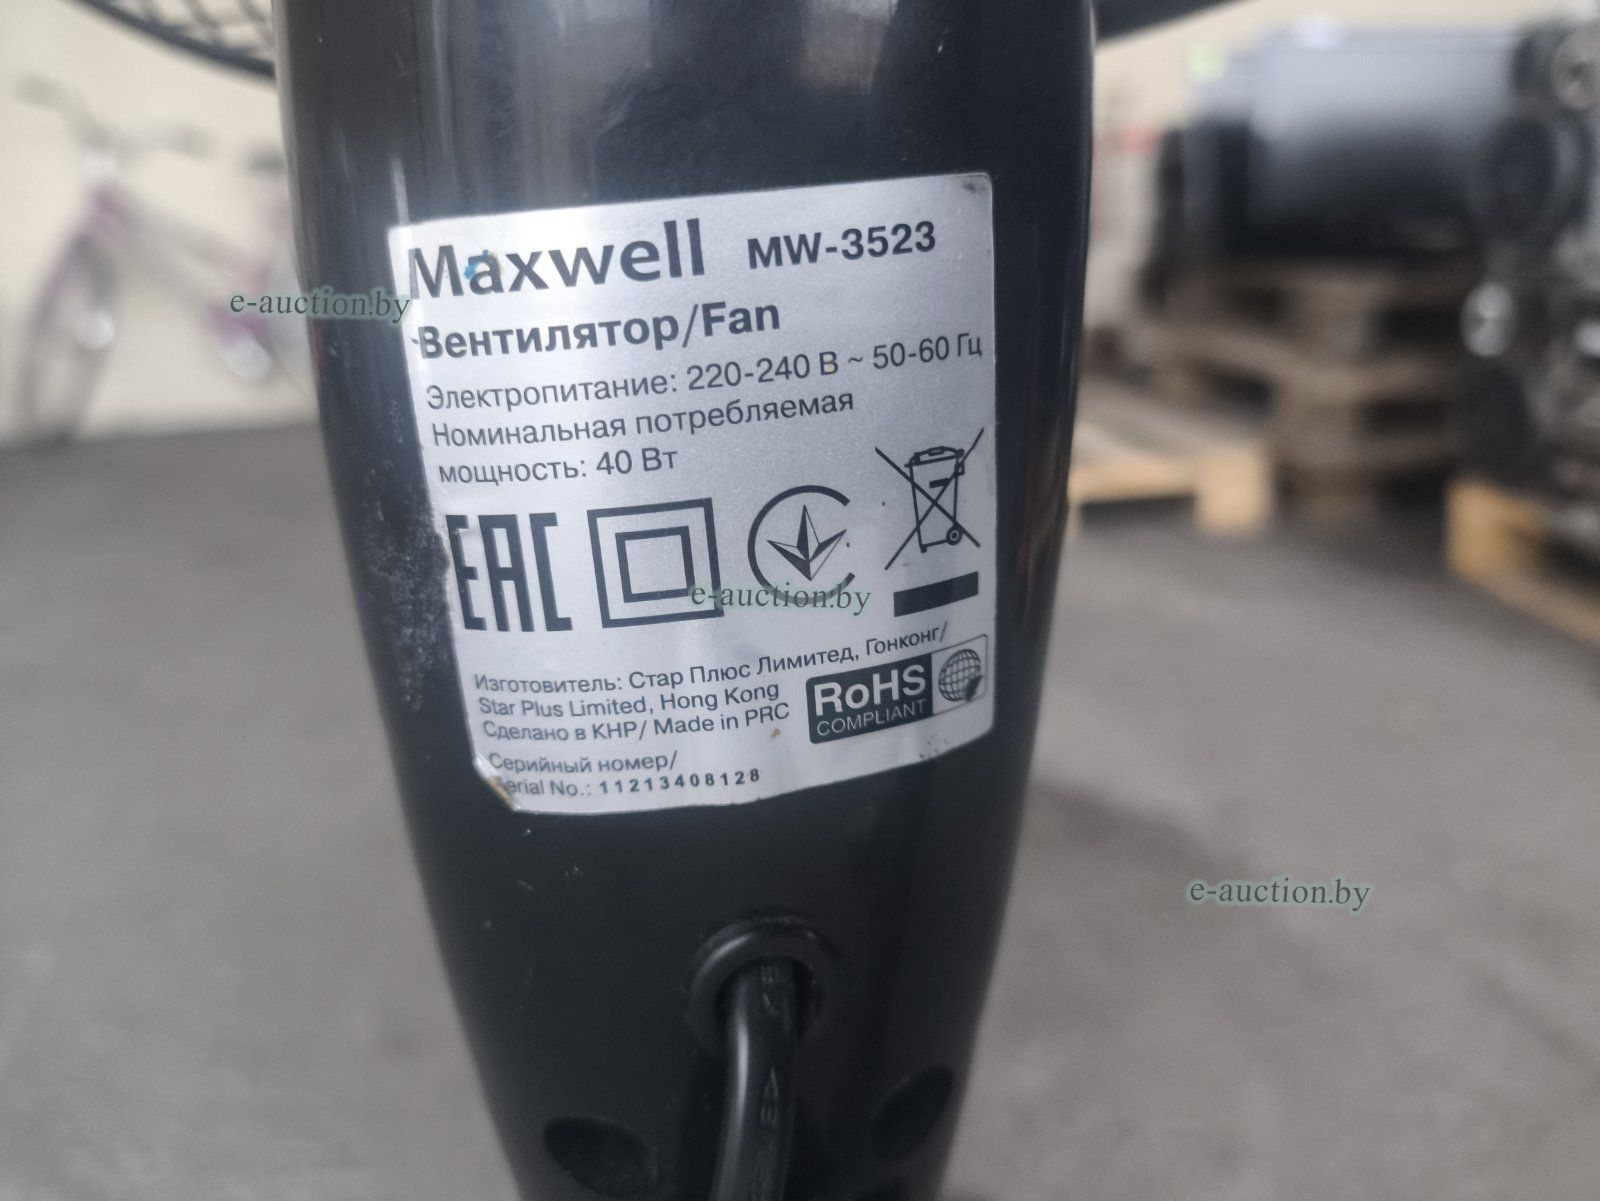 Maxwell MW-3523
Вентилятор/Fan
Электропитание: 220-240 В ~ 50-60 Гц
Номинальная потребляемая
мощность: 40 Вт
EAC
Изготовитель: Стар Плюс Лимитед, Гонконг/
Star Plus Limited, Hong Kong
Сделано в КНР/ Made in PRC
RoHS
COMPLIANT
Серийный номер/
Serial No.: 11213408128
e-auction.by
e-auction.by
e-auction.by